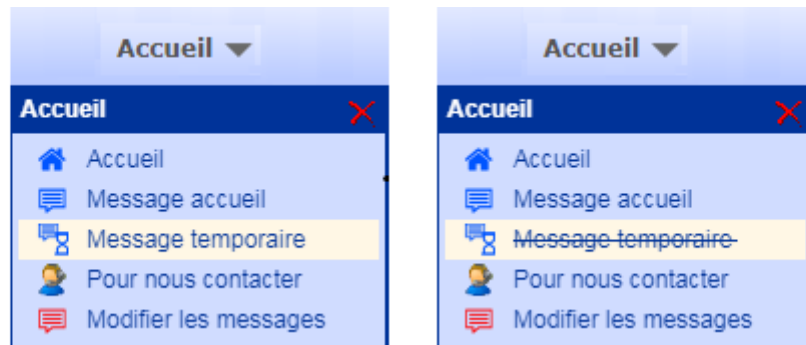 Accueil
Accueil
Accueil
Message accueil
Message temporaire
Pour nous contacter
Modifier les messages
Accueil
Accueil
Accueil
Message accueil
Message temporaire
Pour nous contacter
Modifier les messages